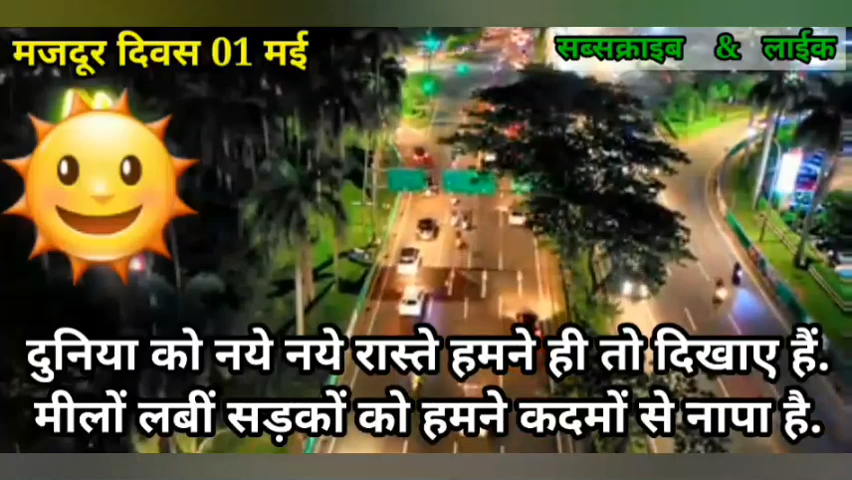 मजदूर दिवस 01 मई
सब्सक्राइब & लाईक
दुनिया को नये नये रास्ते हमने ही तो दिखाए हैं.
मीलों लबीं सड़कों को हमने कदमों से नापा है.